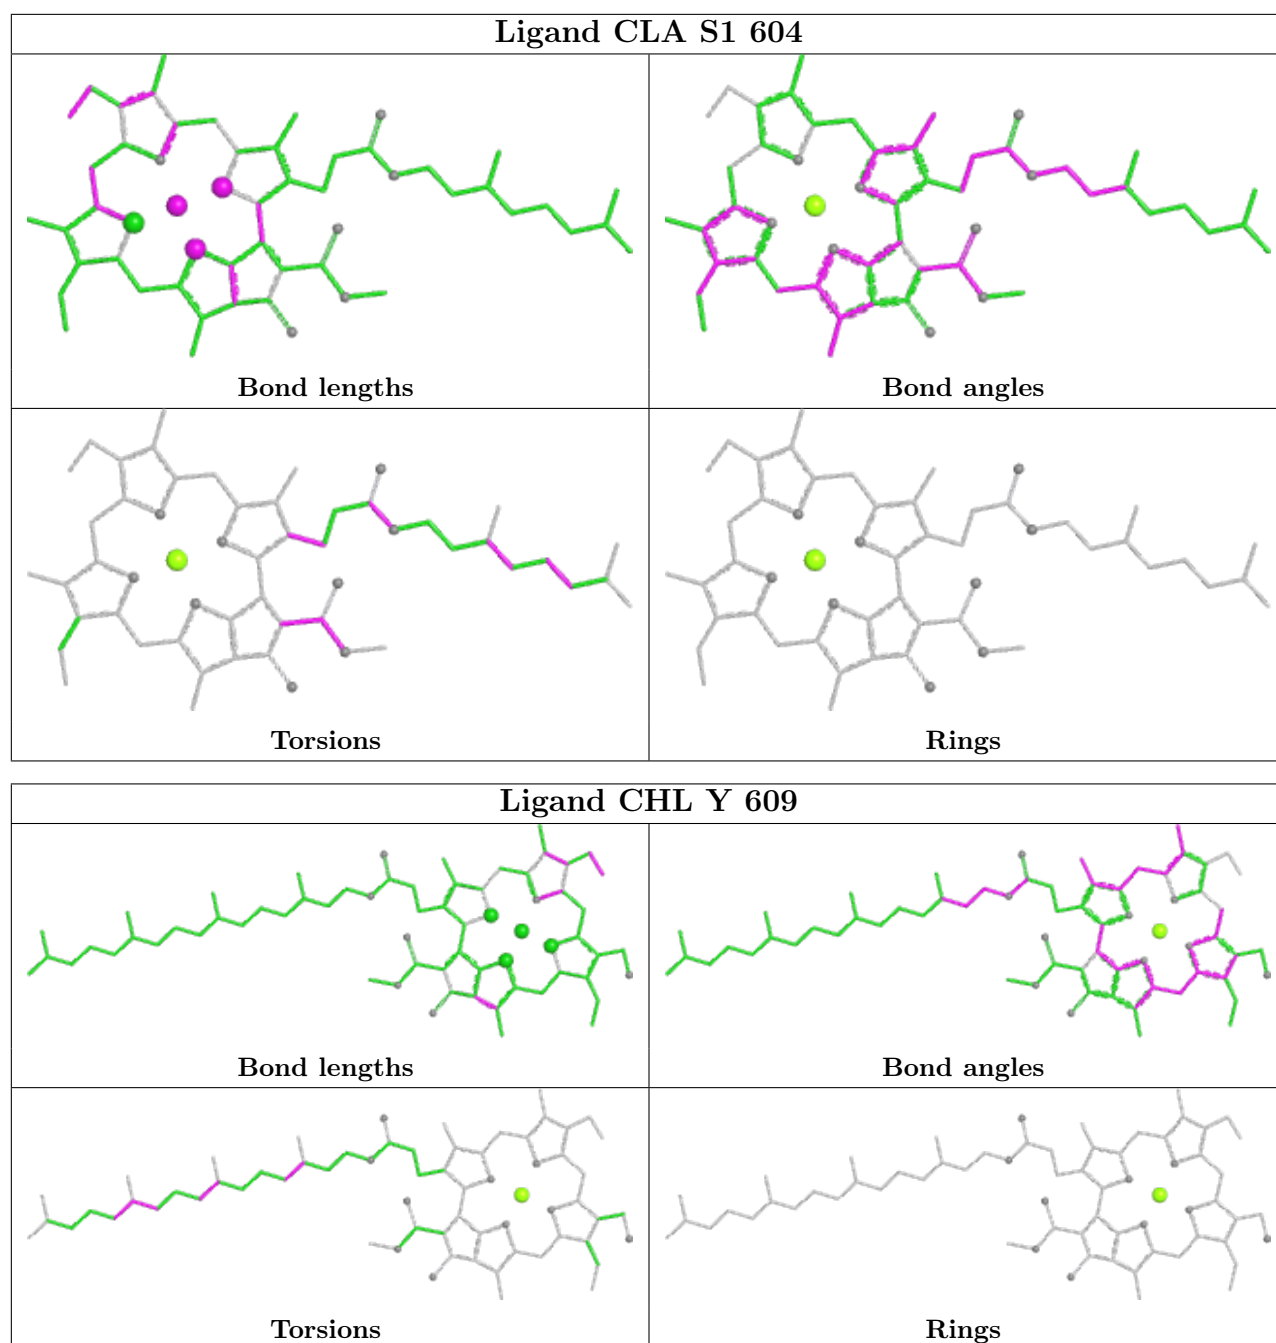 Ligand CLA S1 604
Bond lengths
Bond angles
Torsions
Rings
Ligand CHL Y 609
Bond lengths
Bond angles
Torsions
Rings